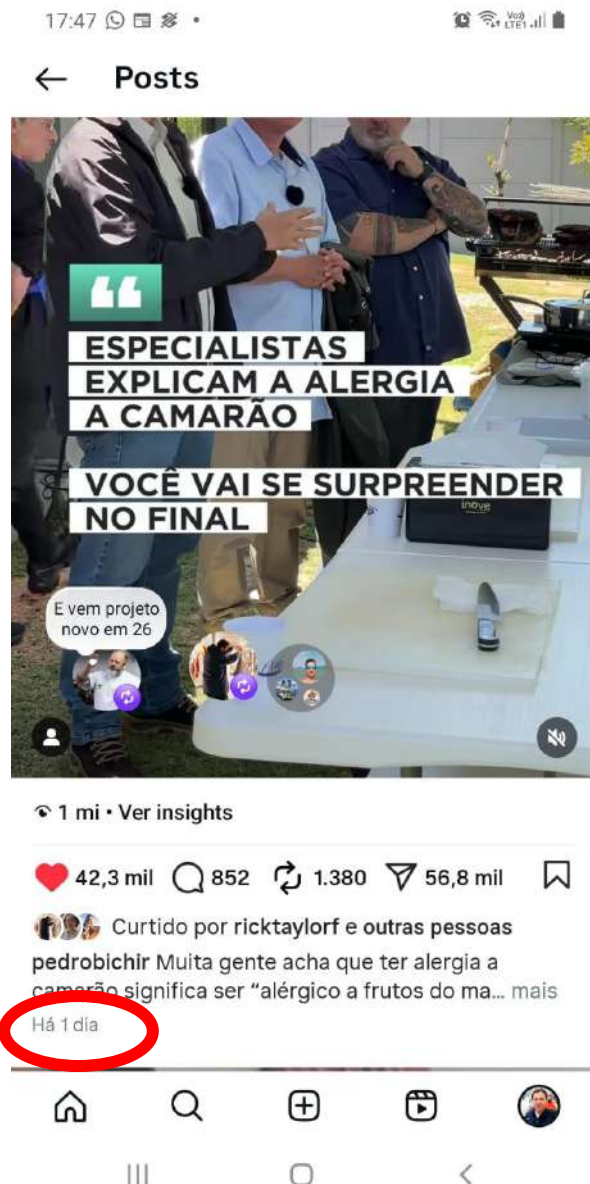 17:47
Vo))
LTE1
Posts
ESPECIALISTAS
EXPLICAM A ALERGIA
A CAMARÃO
VOCÊ VAI SE SURPREENDER
NO FINAL
inove
E vem projeto
novo em 26
1 mi • Ver insights
42,3 mil 852 1.380 56,8 mil
Curtido por ricktaylorf e outras pessoas
pedrobichir Muita gente acha que ter alergia a
camarão significa ser “alérgico a frutos do ma... mais
Há 1 dia